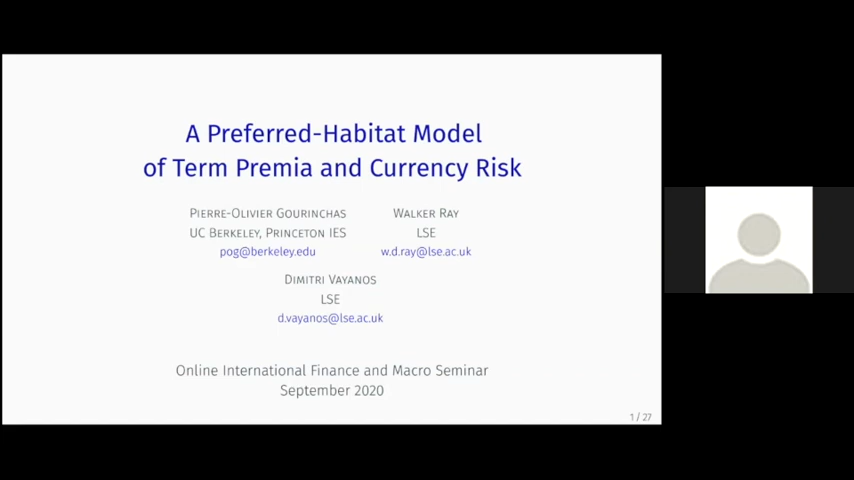 A Preferred-Habitat Model
of Term Premia and Currency Risk
Pierre-Olivier Gourinchas
UC Berkeley, Princeton IES
pog@berkeley.edu
Walker Ray
LSE
w.d.ray@lse.ac.uk
Dimitri Vayanos
LSE
d.vayanos@lse.ac.uk
Online International Finance and Macro Seminar
September 2020
1 / 27